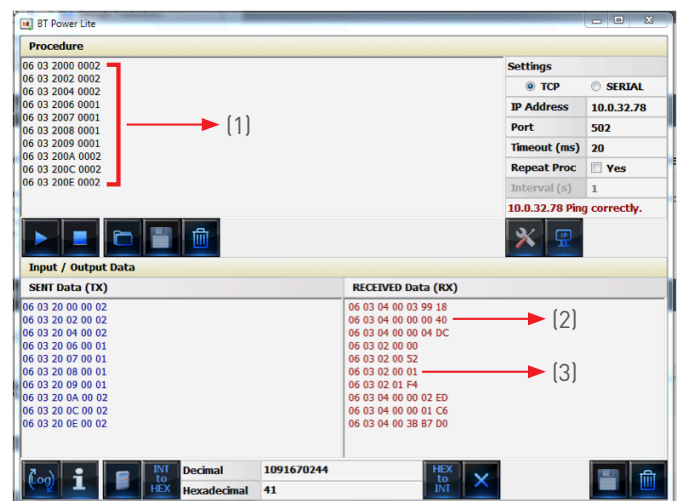 BT Power Lite
Procedure
06 03 2000 0002
06 03 2002 0002
06 03 2004 0002
06 03 2006 0001
06 03 2007 0001
06 03 2008 0001
06 03 2009 0001
06 03 200A 0002
06 03 200C 0002
06 03 200E 0002
(1)
Settings
TCP SERIAL
IP Address 10.0.32.78
Port 502
Timeout (ms) 20
Repeat Proc Yes
Interval (s) 1
10.0.32.78 Ping correctly.
IP
Input / Output Data
SENT Data (TX)
06 03 20 00 00 02
06 03 20 02 00 02
06 03 20 04 00 02
06 03 20 06 00 01
06 03 20 07 00 01
06 03 20 08 00 01
06 03 20 09 00 01
06 03 20 0A 00 02
06 03 20 0C 00 02
06 03 20 0E 00 02
RECEIVED Data (RX)
06 03 04 00 03 99 18
06 03 04 00 00 00 40
(2)
06 03 04 00 00 04 DC
06 03 02 00 00
06 03 02 00 52
06 03 02 00 01
(3)
06 03 02 01 F4
06 03 04 00 00 02 ED
06 03 04 00 00 01 C6
06 03 04 00 3B B7 D0
Log
i
INT
to
HEX
Decimal 1091670244
Hexadecimal 41
HEX
to
INT